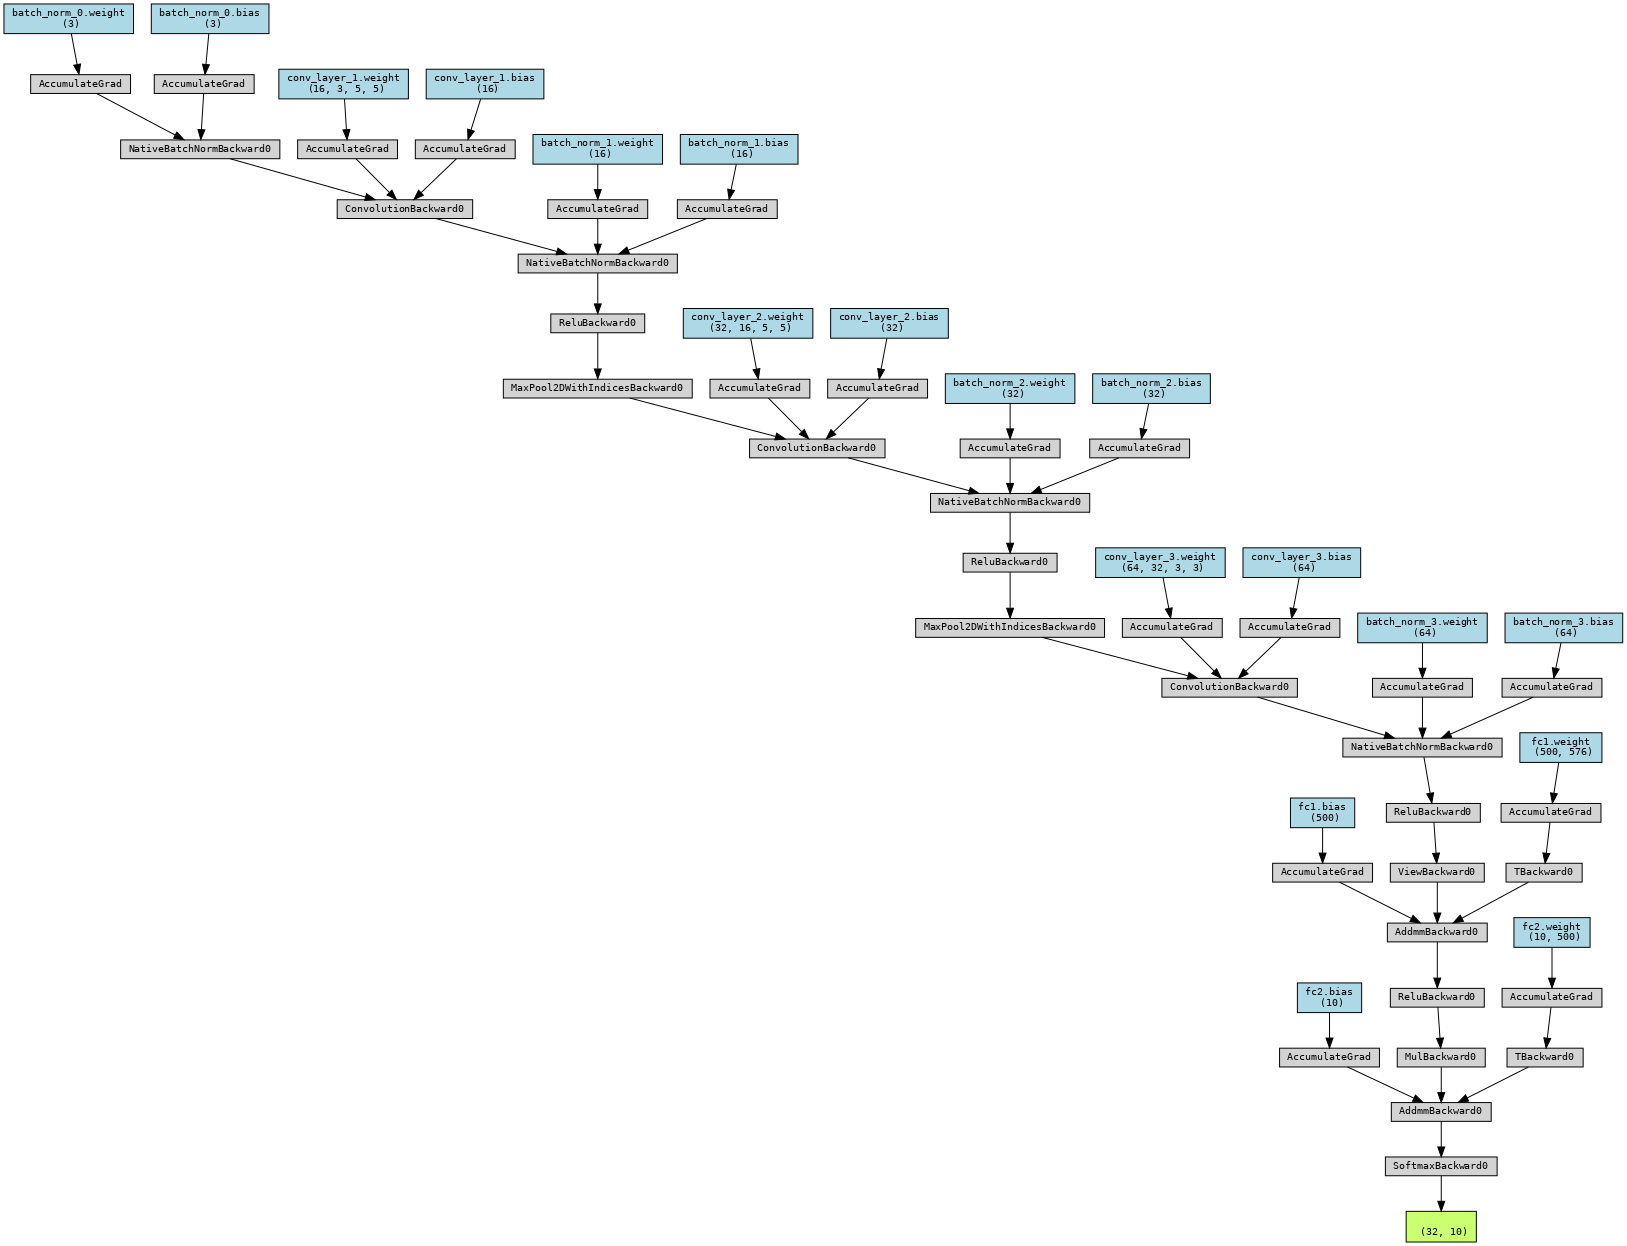 batch_norm_0.weight
(3)
batch_norm_0.bias
(3)
AccumulateGrad
AccumulateGrad
conv_layer_1.weight
(16, 3, 5, 5)
conv_layer_1.bias
(16)
NativeBatchNormBackward0
AccumulateGrad
AccumulateGrad
batch_norm_1.weight
(16)
batch_norm_1.bias
(16)
ConvolutionBackward0
AccumulateGrad
AccumulateGrad
NativeBatchNormBackward0
ReluBackward0
conv_layer_2.weight
(32, 16, 5, 5)
conv_layer_2.bias
(32)
MaxPool2DWithIndicesBackward0
AccumulateGrad
AccumulateGrad
batch_norm_2.weight
(32)
batch_norm_2.bias
(32)
ConvolutionBackward0
AccumulateGrad
AccumulateGrad
NativeBatchNormBackward0
ReluBackward0
conv_layer_3.weight
(64, 32, 3, 3)
conv_layer_3.bias
(64)
MaxPool2DWithIndicesBackward0
AccumulateGrad
AccumulateGrad
batch_norm_3.weight
(64)
batch_norm_3.bias
(64)
ConvolutionBackward0
AccumulateGrad
AccumulateGrad
NativeBatchNormBackward0
fc1.weight
(500, 576)
fc1.bias
(500)
ReluBackward0
AccumulateGrad
AccumulateGrad
ViewBackward0
TBackward0
AddmmBackward0
fc2.weight
(10, 500)
fc2.bias
(10)
ReluBackward0
AccumulateGrad
AccumulateGrad
MulBackward0
TBackward0
AddmmBackward0
SoftmaxBackward0
(32, 10)